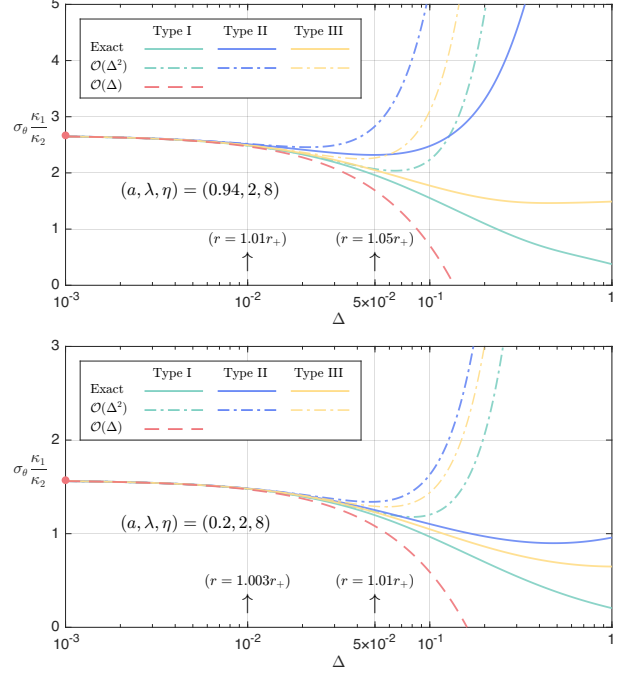 5
Type I Type II Type III
Exact
𝒪(Δ²)
𝒪(Δ)
4
3
σ_θ κ₁/κ₂
2
(a, λ, η) = (0.94, 2, 8)
1
(r = 1.01r₊) (r = 1.05r₊)
0
10⁻³ 10⁻² 5×10⁻² 10⁻¹ 1
Δ
3
Type I Type II Type III
Exact
𝒪(Δ²)
𝒪(Δ)
2
σ_θ κ₁/κ₂
1
(a, λ, η) = (0.2, 2, 8)
(r = 1.003r₊) (r = 1.01r₊)
0
10⁻³ 10⁻² 5×10⁻² 10⁻¹ 1
Δ